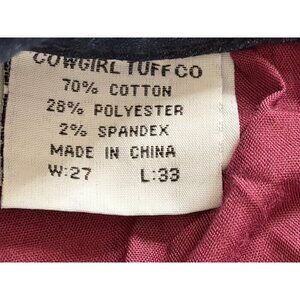 COWGIRL TUFF CO
70% COTTON
28% POLYESTER
2% SPANDEX
MADE IN CHINA
W:27 L:33